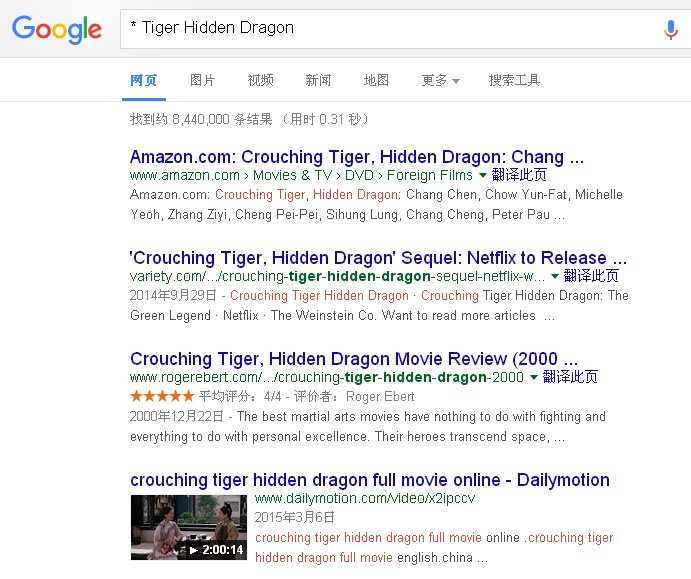 Google
* Tiger Hidden Dragon
网页 图片 视频 新闻 地图 更多 搜索工具
找到约 8,440,000 条结果 （用时 0.31 秒）
Amazon.com: Crouching Tiger, Hidden Dragon: Chang ...
www.amazon.com › Movies & TV › DVD › Foreign Films 翻译此页
Amazon.com: Crouching Tiger, Hidden Dragon: Chang Chen, Chow Yun-Fat, Michelle
Yeoh, Zhang Ziyi, Cheng Pei-Pei, Sihung Lung, Chang Cheng, Peter Pau ...
'Crouching Tiger, Hidden Dragon' Sequel: Netflix to Release ...
variety.com/.../crouching-tiger-hidden-dragon-sequel-netflix-w... 翻译此页
2014年9月29日 - Crouching Tiger Hidden Dragon · Crouching Tiger Hidden Dragon: The
Green Legend · Netflix · The Weinstein Co. Want to read more articles ...
Crouching Tiger, Hidden Dragon Movie Review (2000 ...
www.rogerebert.com/.../crouching-tiger-hidden-dragon-2000 翻译此页
★★★★★ 平均评分：4/4 - 评价者：Roger Ebert
2000年12月22日 - The best martial arts movies have nothing to do with fighting and
everything to do with personal excellence. Their heroes transcend space, ...
crouching tiger hidden dragon full movie online - Dailymotion
www.dailymotion.com/video/x2ipccv
2015年3月6日
crouching tiger hidden dragon full movie online .crouching tiger
hidden dragon full movie english.china ...
2:00:14